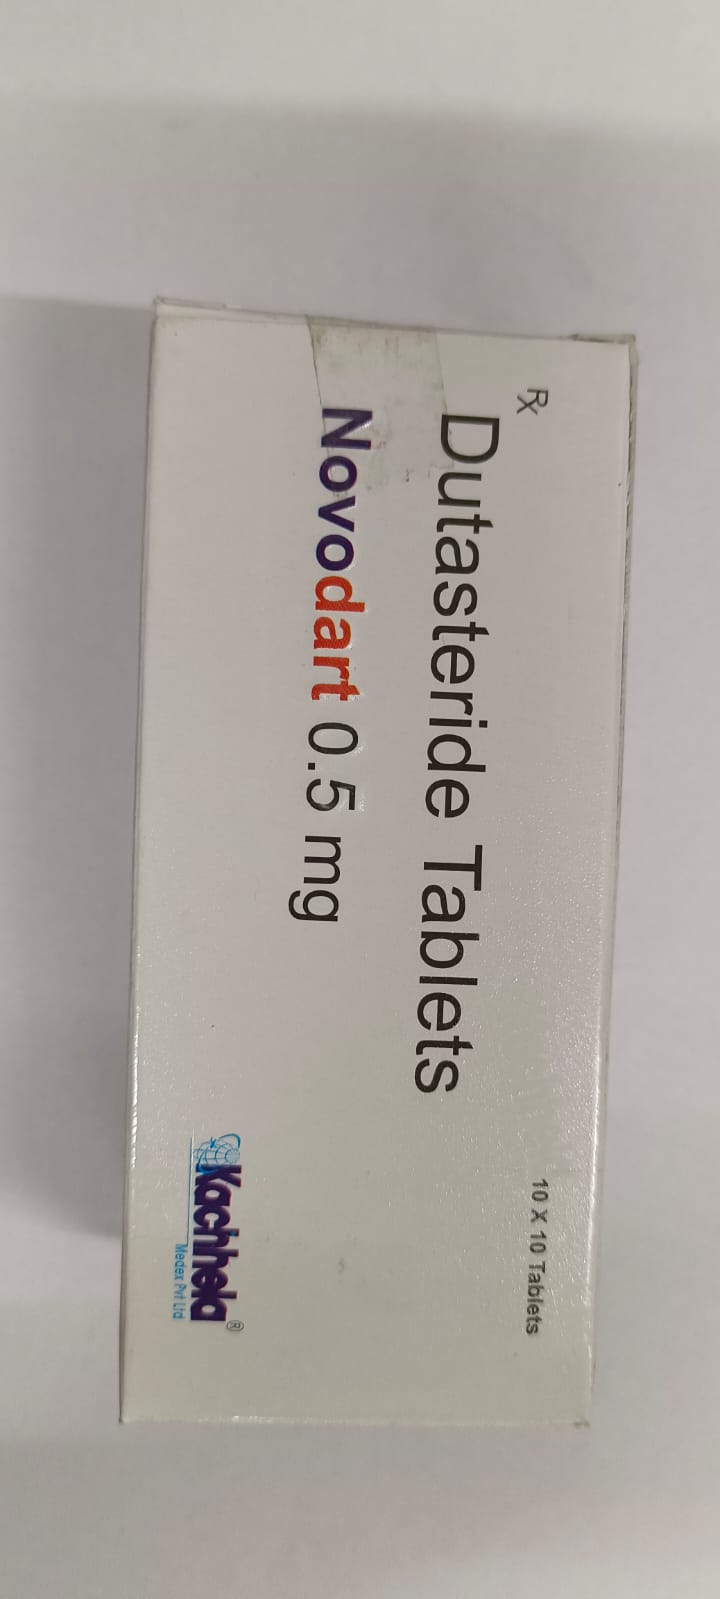 Rx
10 X 10 Tablets
Dutasteride Tablets
Novodart 0.5 mg
Kachhela®
Medex Pvt Ltd